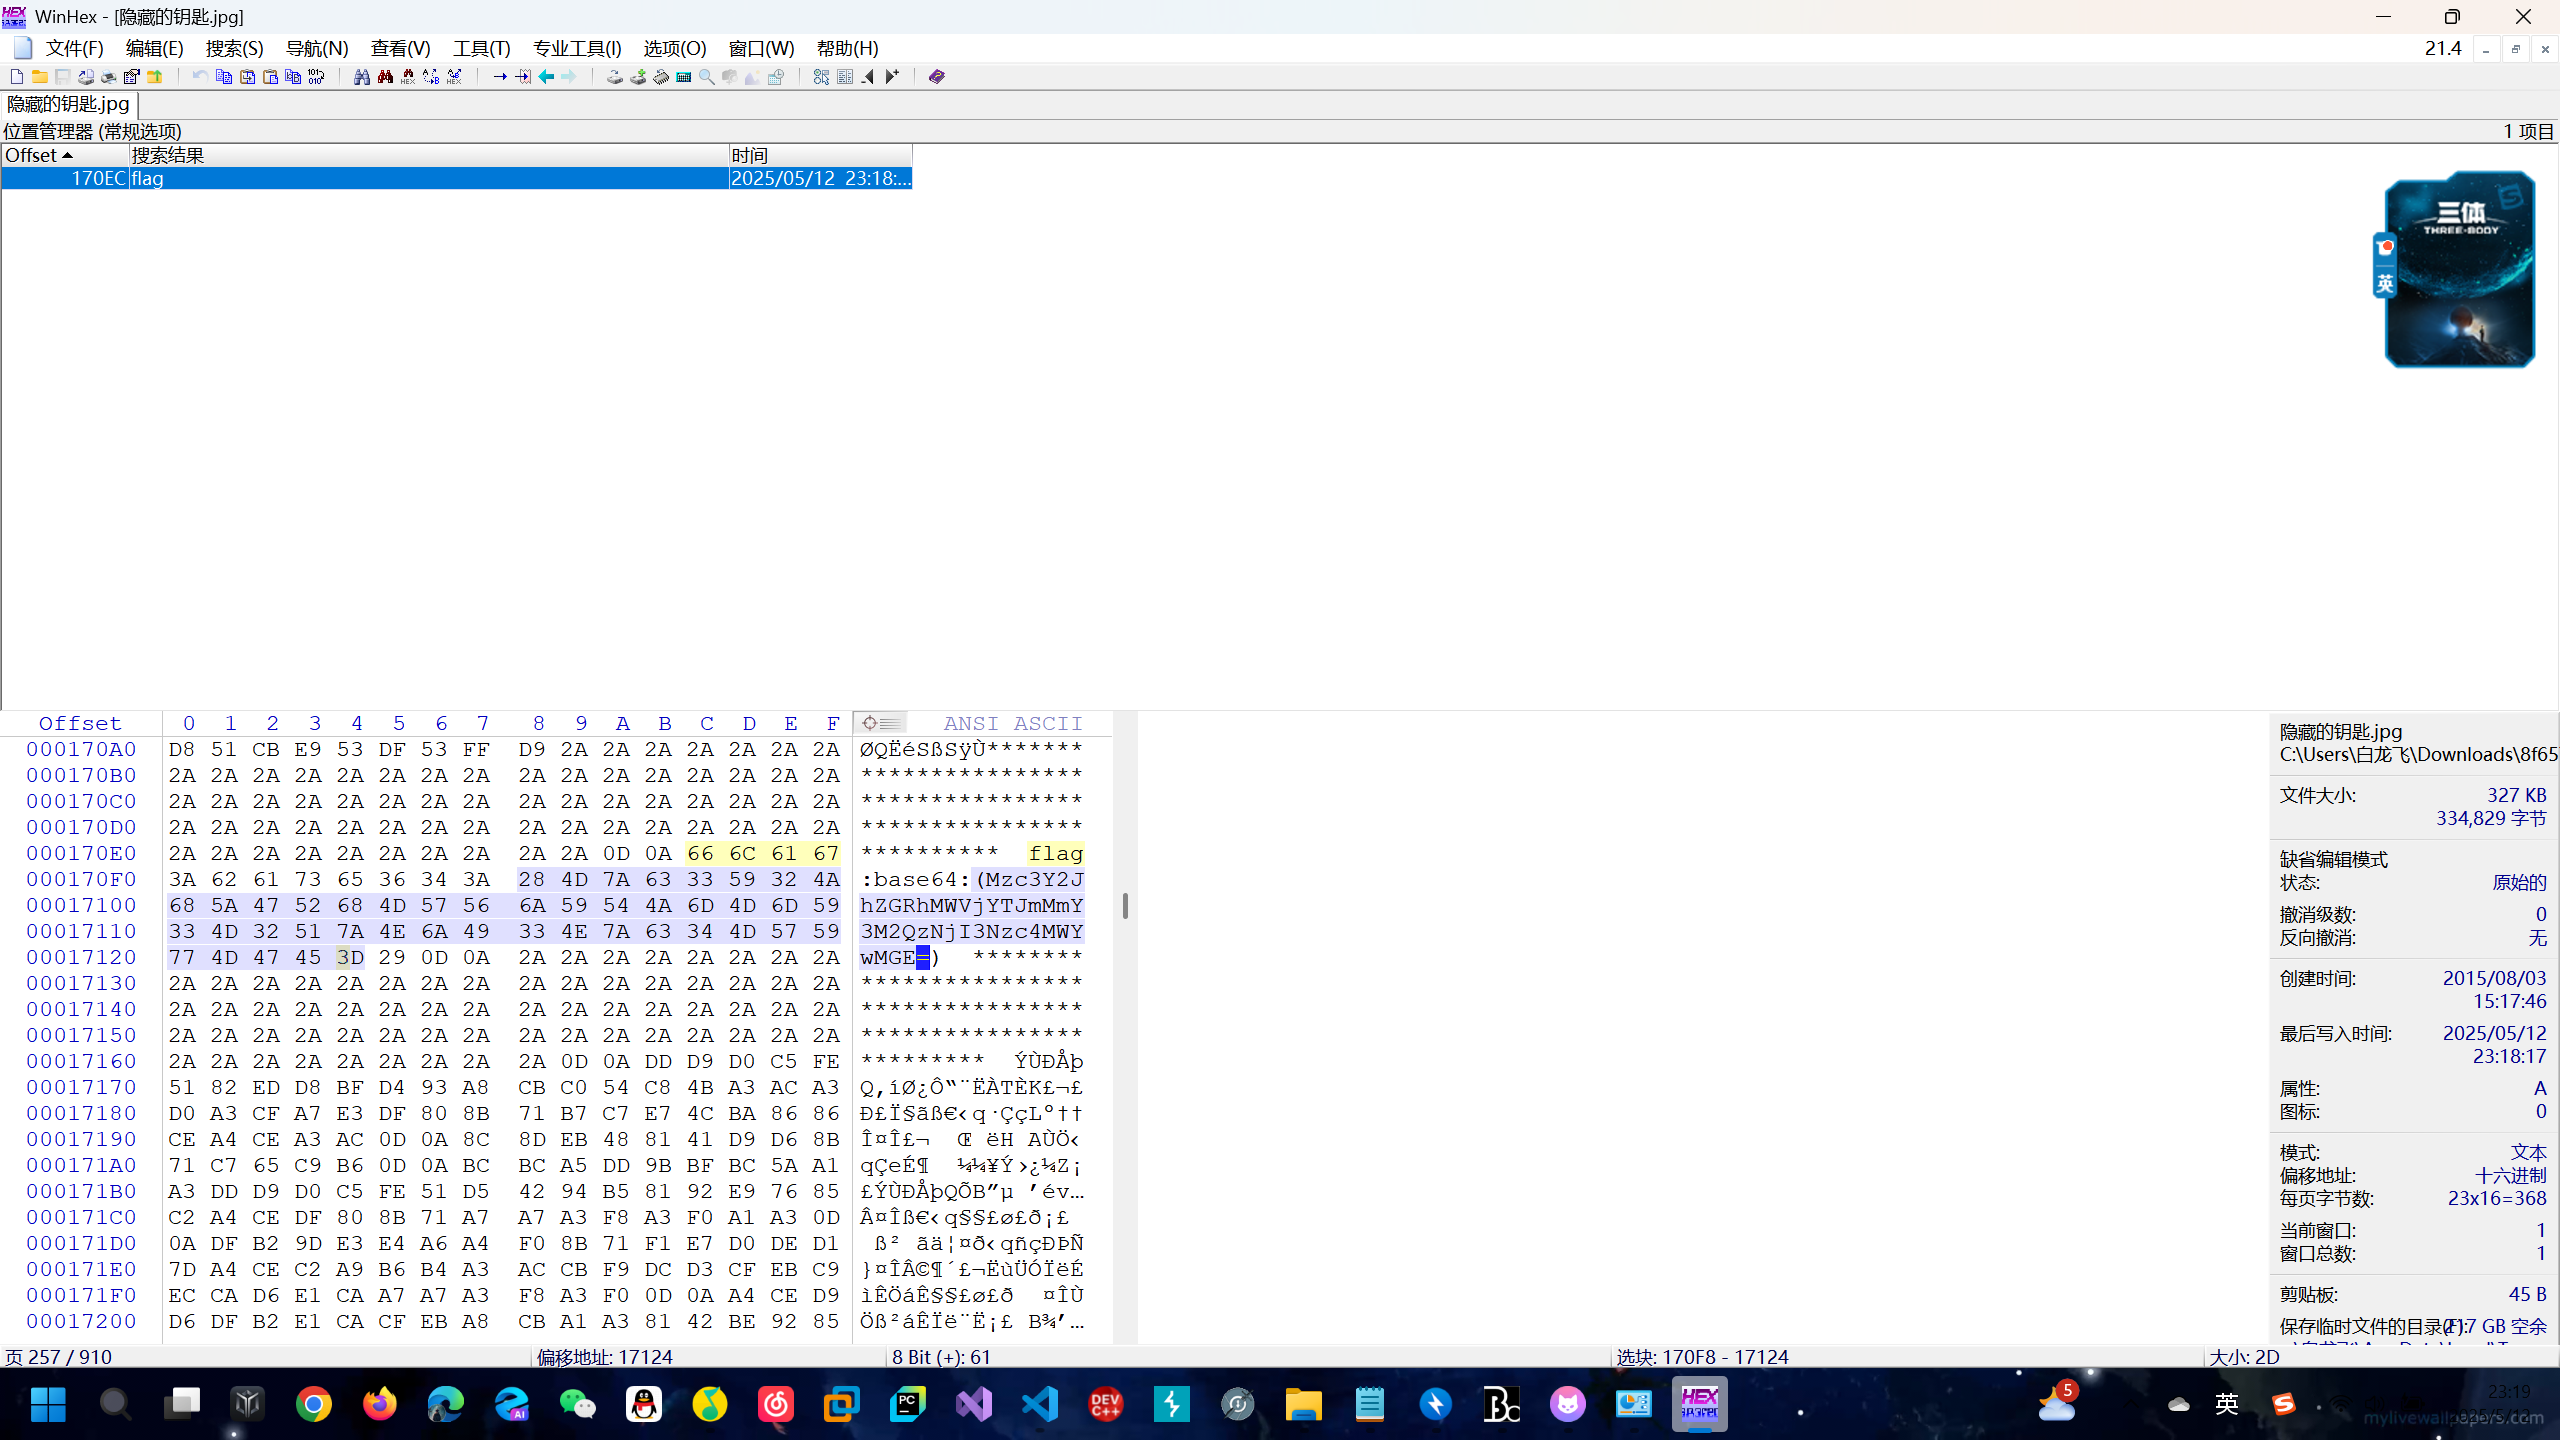 WinHex - [隐藏的钥匙.jpg]
文件(F) 编辑(E) 搜索(S) 导航(N) 查看(V) 工具(T) 专业工具(I) 选项(O) 窗口(W) 帮助(H) 21.4
隐藏的钥匙.jpg
位置管理器 (常规选项) 1 项目
Offset 搜索结果 时间
170EC flag 2025/05/12 23:18:...
三体
THREE-BODY
英
Offset 0 1 2 3 4 5 6 7 8 9 A B C D E F ANSI ASCII
000170A0 D8 51 CB E9 53 DF 53 FF D9 2A 2A 2A 2A 2A 2A 2A ØQËéSßSÿÙ*******
000170B0 2A 2A 2A 2A 2A 2A 2A 2A 2A 2A 2A 2A 2A 2A 2A 2A ****************
000170C0 2A 2A 2A 2A 2A 2A 2A 2A 2A 2A 2A 2A 2A 2A 2A 2A ****************
000170D0 2A 2A 2A 2A 2A 2A 2A 2A 2A 2A 2A 2A 2A 2A 2A 2A ****************
000170E0 2A 2A 2A 2A 2A 2A 2A 2A 2A 2A 0D 0A 66 6C 61 67 ********** flag
000170F0 3A 62 61 73 65 36 34 3A 28 4D 7A 63 33 59 32 4A :base64:(Mzc3Y2J
00017100 68 5A 47 52 68 4D 57 56 6A 59 54 4A 6D 4D 6D 59 hZGRhMWVjYTJmMmY
00017110 33 4D 32 51 7A 4E 6A 49 33 4E 7A 63 34 4D 57 59 3M2QzNjI3Nzc4MWY
00017120 77 4D 47 45 3D 29 0D 0A 2A 2A 2A 2A 2A 2A 2A 2A wMGE=) ********
00017130 2A 2A 2A 2A 2A 2A 2A 2A 2A 2A 2A 2A 2A 2A 2A 2A ****************
00017140 2A 2A 2A 2A 2A 2A 2A 2A 2A 2A 2A 2A 2A 2A 2A 2A ****************
00017150 2A 2A 2A 2A 2A 2A 2A 2A 2A 2A 2A 2A 2A 2A 2A 2A ****************
00017160 2A 2A 2A 2A 2A 2A 2A 2A 2A 0D 0A DD D9 D0 C5 FE ********* ÝÙÐÅþ
00017170 51 82 ED D8 BF D4 93 A8 CB C0 54 C8 4B A3 AC A3 Q‚íØ¿Ô“¨ËÀTÈK£¬£
00017180 D0 A3 CF A7 E3 DF 80 8B 71 B7 C7 E7 4C BA 86 86 Ð£Ï§ãß€‹q·ÇçLº††
00017190 CE A4 CE A3 AC 0D 0A 8C 8D EB 48 81 41 D9 D6 8B Î¤Î£¬ Œ ëH AÙÖ‹
000171A0 71 C7 65 C9 B6 0D 0A BC BC A5 DD 9B BF BC 5A A1 qÇeÉ¶ ¼¼¥Ý›¿¼Z¡
000171B0 A3 DD D9 D0 C5 FE 51 D5 42 94 B5 81 92 E9 76 85 £ÝÙÐÅþQÕB”µ ’év…
000171C0 C2 A4 CE DF 80 8B 71 A7 A7 A3 F8 A3 F0 A1 A3 0D Â¤Îß€‹q§§£ø£ð¡£
000171D0 0A DF B2 9D E3 E4 A6 A4 F0 8B 71 F1 E7 D0 DE D1 ß² ãä¦¤ð‹qñçÐÞÑ
000171E0 7D A4 CE C2 A9 B6 B4 A3 AC CB F9 DC D3 CF EB C9 }¤ÎÂ©¶´£¬ËùÜÓÏëÉ
000171F0 EC CA D6 E1 CA A7 A7 A3 F8 A3 F0 0D 0A A4 CE D9 ìÊÖáÊ§§£ø£ð ¤ÎÙ
00017200 D6 DF B2 E1 CA CF EB A8 CB A1 A3 81 42 BE 92 85 Öß²áÊÏë¨Ë¡£ B¾’…
隐藏的钥匙.jpg
C:\Users\白龙飞\Downloads\8f65
文件大小: 327 KB
334,829 字节
缺省编辑模式
状态: 原始的
撤消级数: 0
反向撤消: 无
创建时间: 2015/08/03
15:17:46
最后写入时间: 2025/05/12
23:18:17
属性: A
图标: 0
模式: 文本
偏移地址: 十六进制
每页字节数: 23x16=368
当前窗口: 1
窗口总数: 1
剪贴板: 45 B
保存临时文件的目录 GB 空余
页 257 / 910 偏移地址: 17124 8 Bit (+): 61 选块: 170F8 - 17124 大小: 2D
5
英
23:19
mylivewallpapers.com